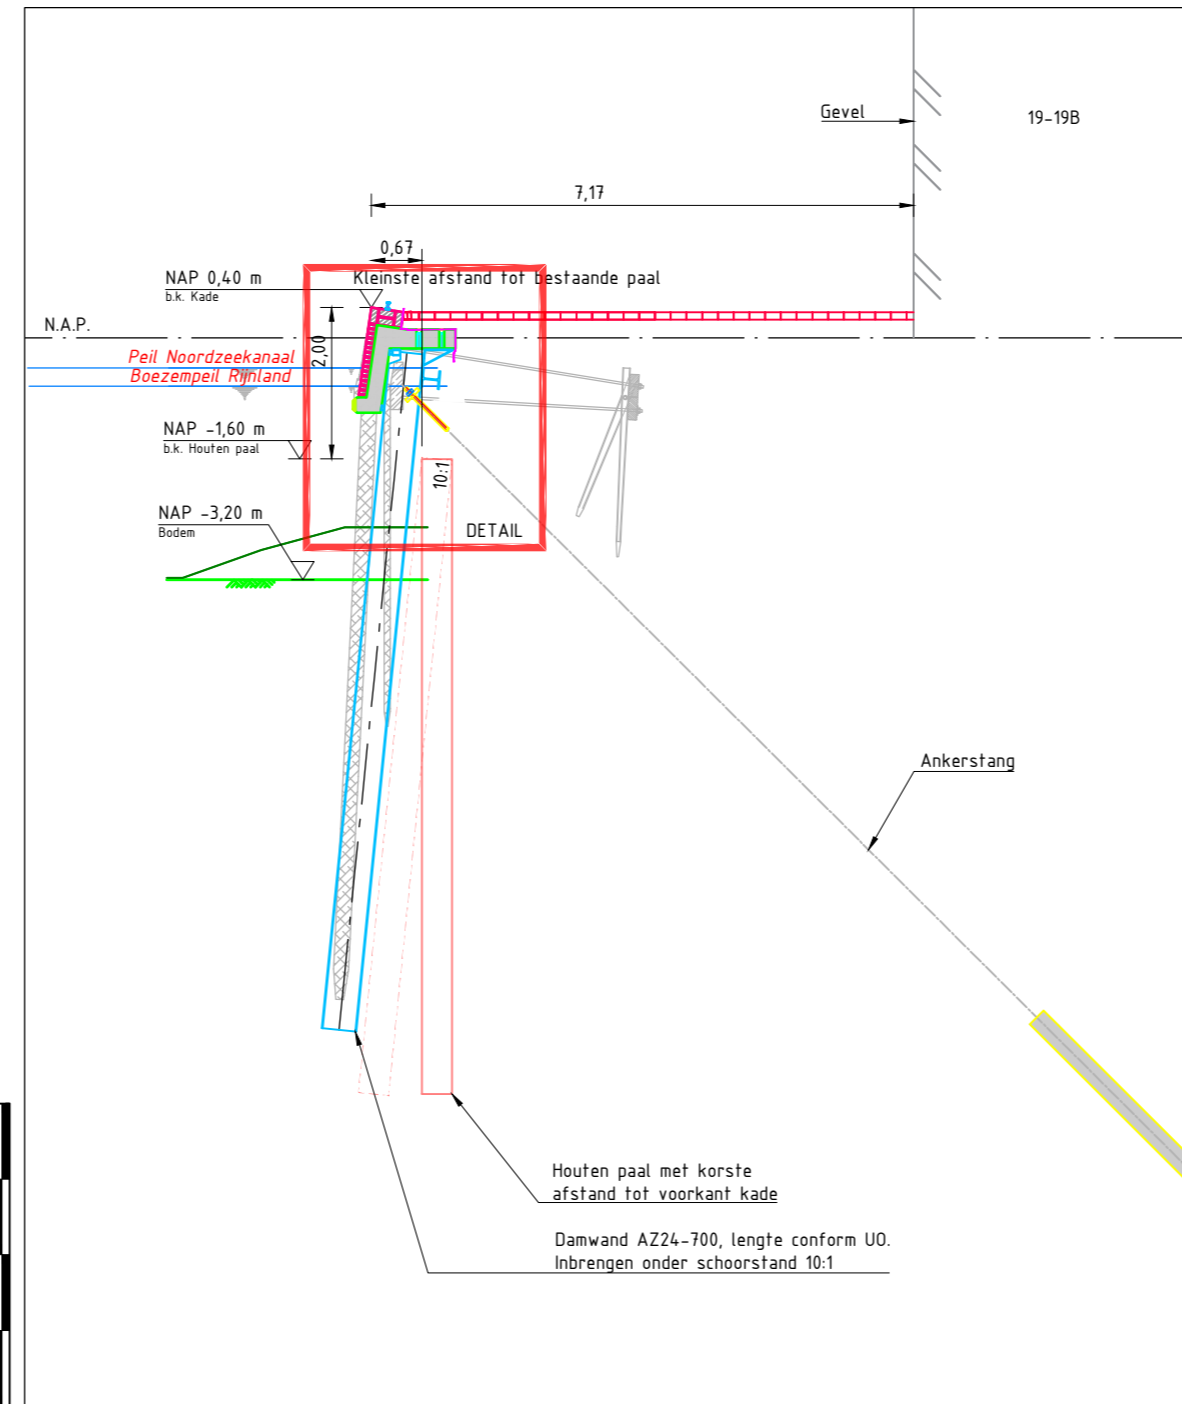 Gevel
19-19B
7,17
0,67
NAP 0,40 m
b.k. Kade
Kleinste afstand tot bestaande paal
N.A.P.
2,00
Peil Noordzeekanaal
Boezempeil Rijnland
NAP -1,60 m
b.k. Houten paal
10:1
NAP -3,20 m
Bodem
DETAIL
Ankerstang
Houten paal met korste
afstand tot voorkant kade
Damwand AZ24-700, lengte conform UO.
Inbrengen onder schoorstand 10:1